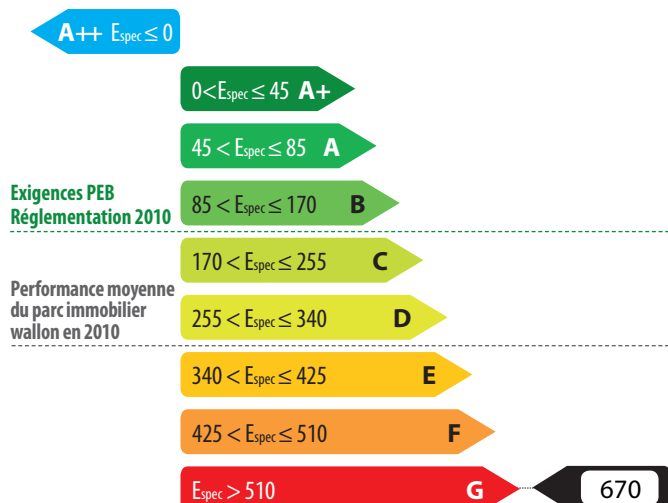 A++ Espec ≤ 0
0<Espec ≤ 45 A+
45 < Espec ≤ 85 A
Exigences PEB
Réglementation 2010
85 < Espec ≤ 170 B
170 < Espec ≤ 255 C
Performance moyenne
du parc immobilier
wallon en 2010
255 < Espec ≤ 340 D
340 < Espec ≤ 425 E
425 < Espec ≤ 510 F
Espec > 510 G
670